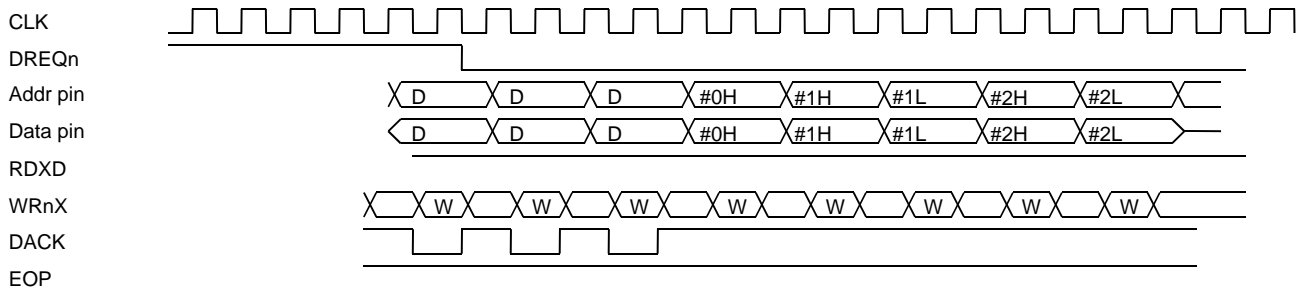 CLK
DREQn
Addr pin D D D #0H #1H #1L #2H #2L
Data pin D D D #0H #1H #1L #2H #2L
RDXD
WRnX W W W W W W W W
DACK
EOP